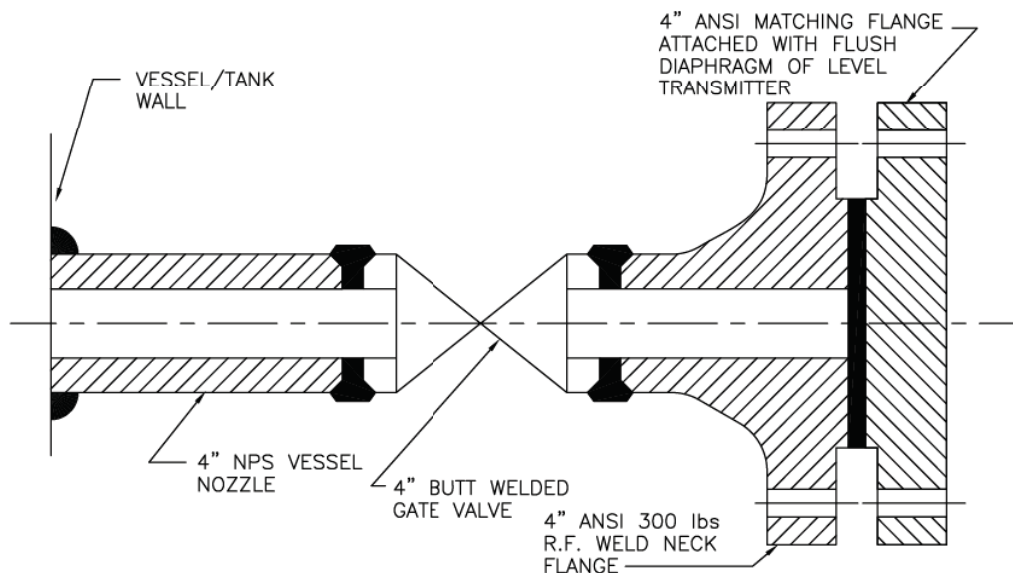 4” ANSI MATCHING FLANGE
ATTACHED WITH FLUSH
DIAPHRAGM OF LEVEL
TRANSMITTER
VESSEL/TANK
WALL
4” NPS VESSEL
NOZZLE
4” BUTT WELDED
GATE VALVE
4” ANSI 300 lbs
R.F. WELD NECK
FLANGE